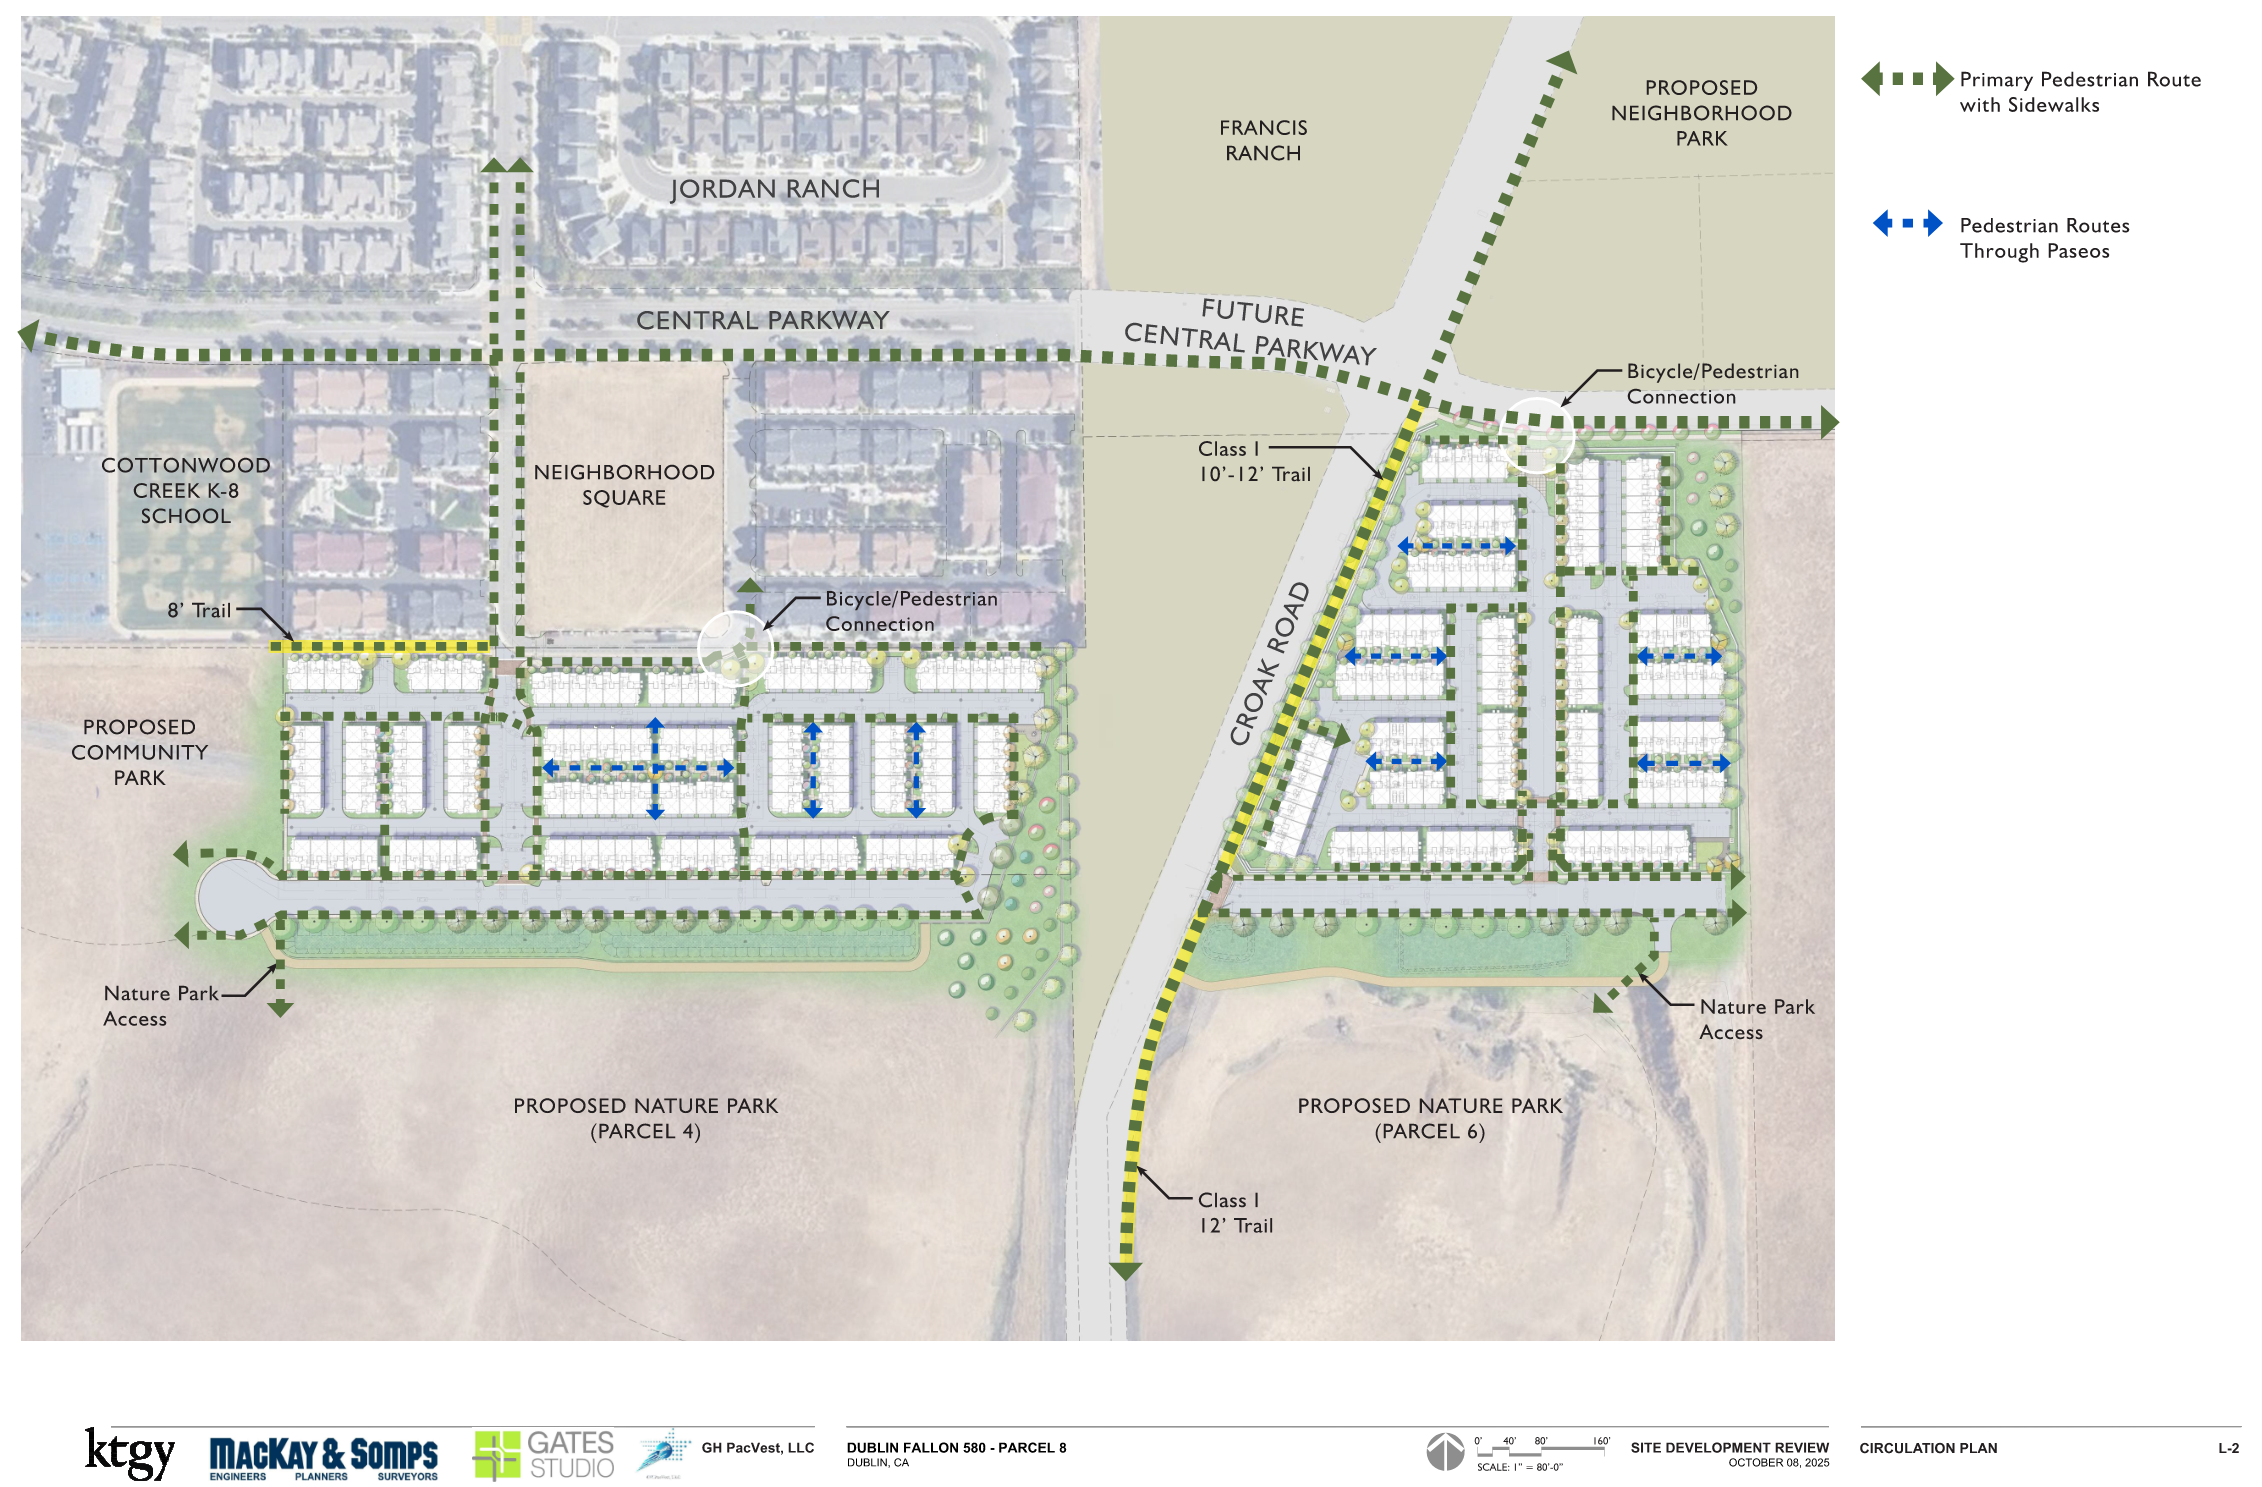 PROPOSED
NEIGHBORHOOD
PARK
FRANCIS
RANCH
JORDAN RANCH
Primary Pedestrian Route
with Sidewalks
Pedestrian Routes
Through Paseos
CENTRAL PARKWAY
FUTURE
CENTRAL PARKWAY
Bicycle/Pedestrian
Connection
Class I
10'-12' Trail
COTTONWOOD
CREEK K-8
SCHOOL
NEIGHBORHOOD
SQUARE
8' Trail
Bicycle/Pedestrian
Connection
CROAK ROAD
PROPOSED
COMMUNITY
PARK
Nature Park
Access
Nature Park
Access
PROPOSED NATURE PARK
(PARCEL 4)
PROPOSED NATURE PARK
(PARCEL 6)
Class I
12' Trail
ktgy
MACKAY & SOMPS
ENGINEERS PLANNERS SURVEYORS
GATES
STUDIO
GH PacVest, LLC
DUBLIN FALLON 580 - PARCEL 8
DUBLIN, CA
0' 40' 80' 160'
SCALE: 1" = 80'-0"
SITE DEVELOPMENT REVIEW
OCTOBER 08, 2025
CIRCULATION PLAN
L-2